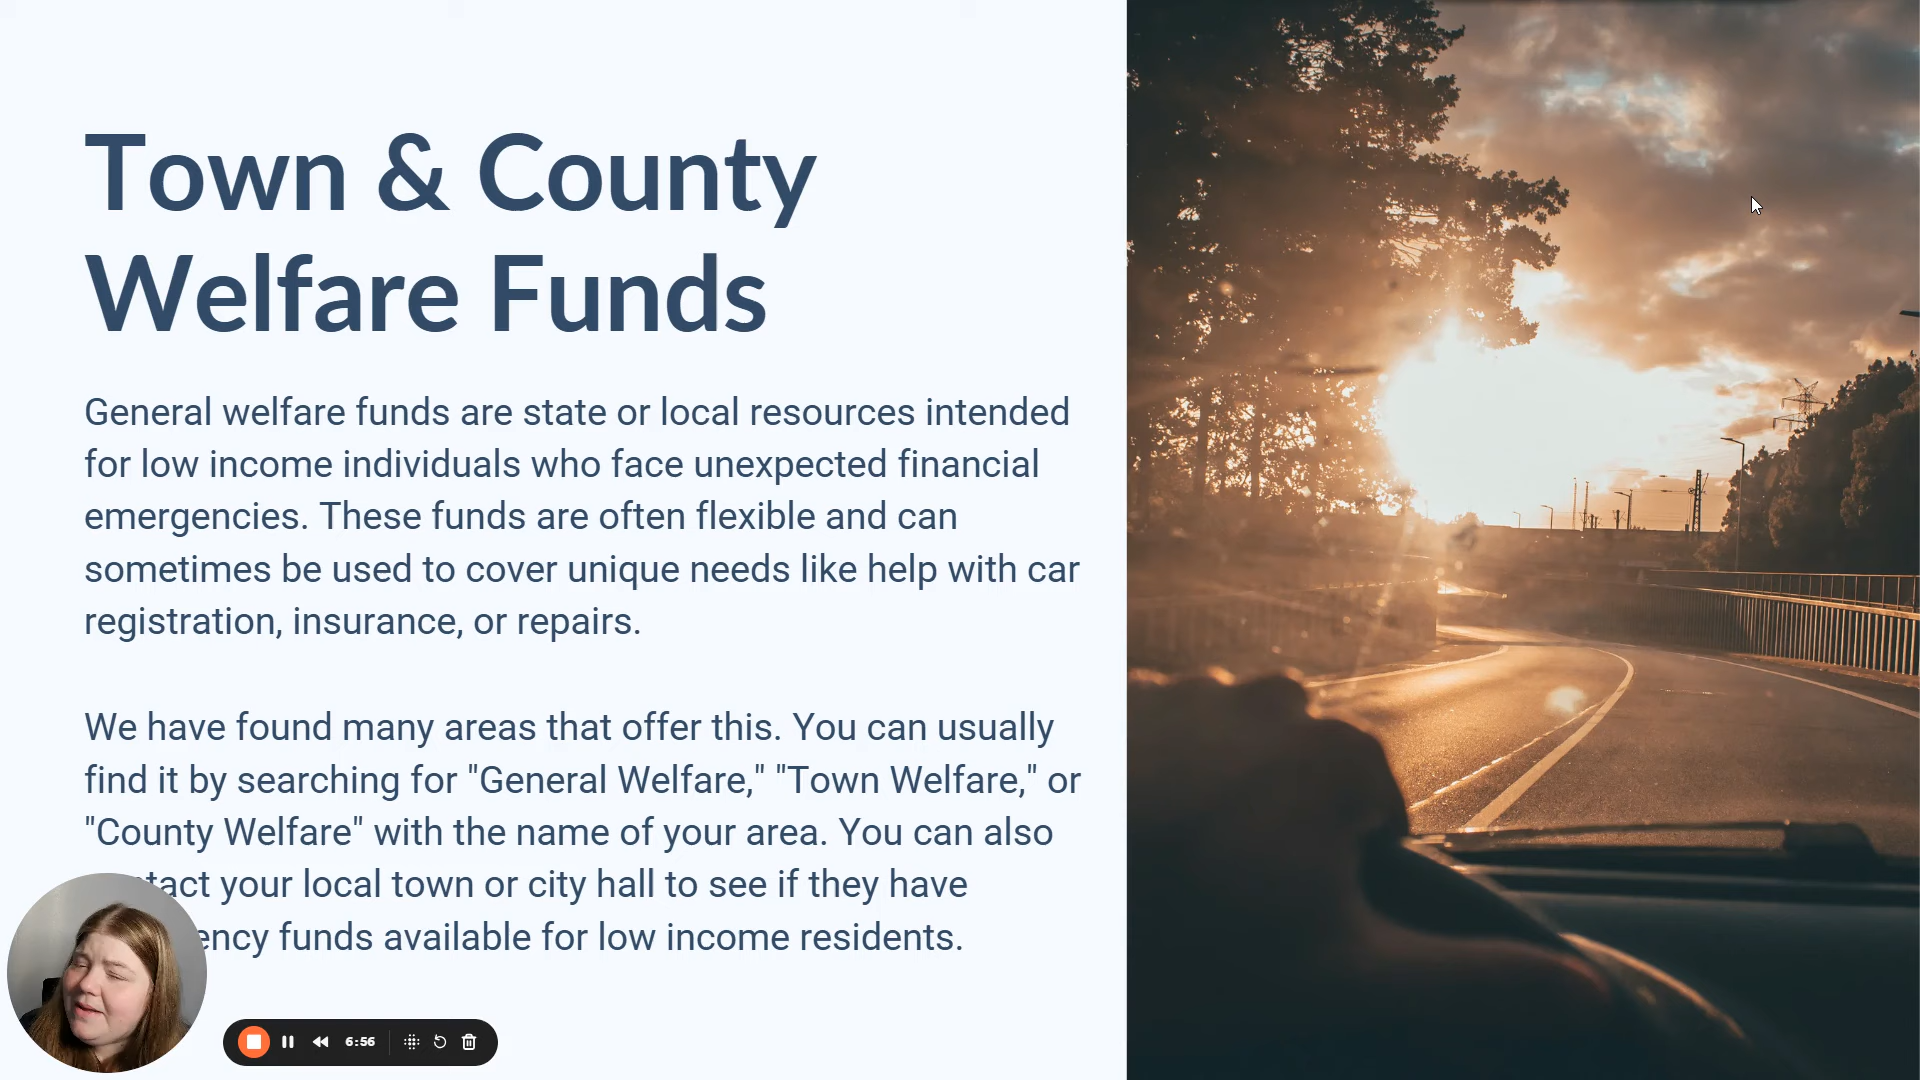 Town & County
Welfare Funds
General welfare funds are state or local resources intended
for low income individuals who face unexpected financial
emergencies. These funds are often flexible and can
sometimes be used to cover unique needs like help with car
registration, insurance, or repairs.
We have found many areas that offer this. You can usually
find it by searching for "General Welfare," "Town Welfare," or
"County Welfare" with the name of your area. You can also
tact your local town or city hall to see if they have
ency funds available for low income residents.
6:56